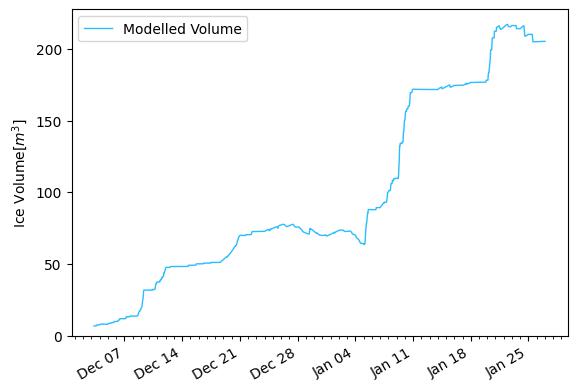 Modelled Volume
Ice Volume[m³]
200
150
100
50
0
Dec 07
Dec 14
Dec 21
Dec 28
Jan 04
Jan 11
Jan 18
Jan 25